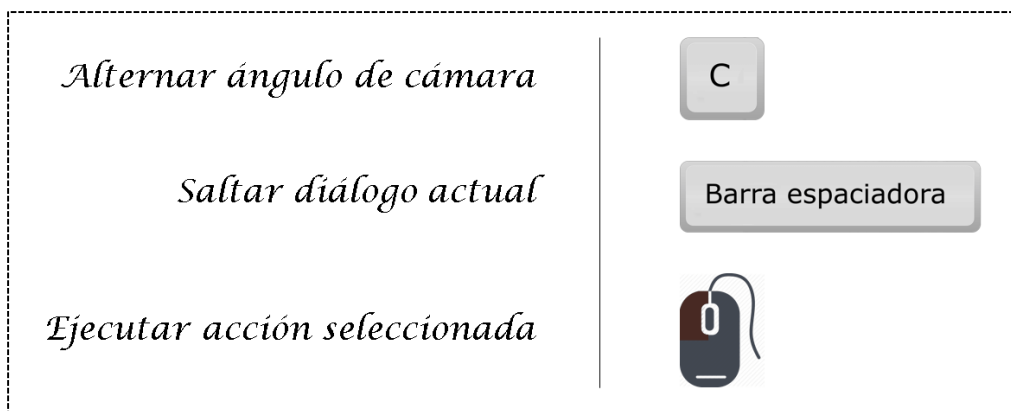 Alternar ángulo de cámara C
Saltar diálogo actual Barra espaciadora
Ejecutar acción seleccionada